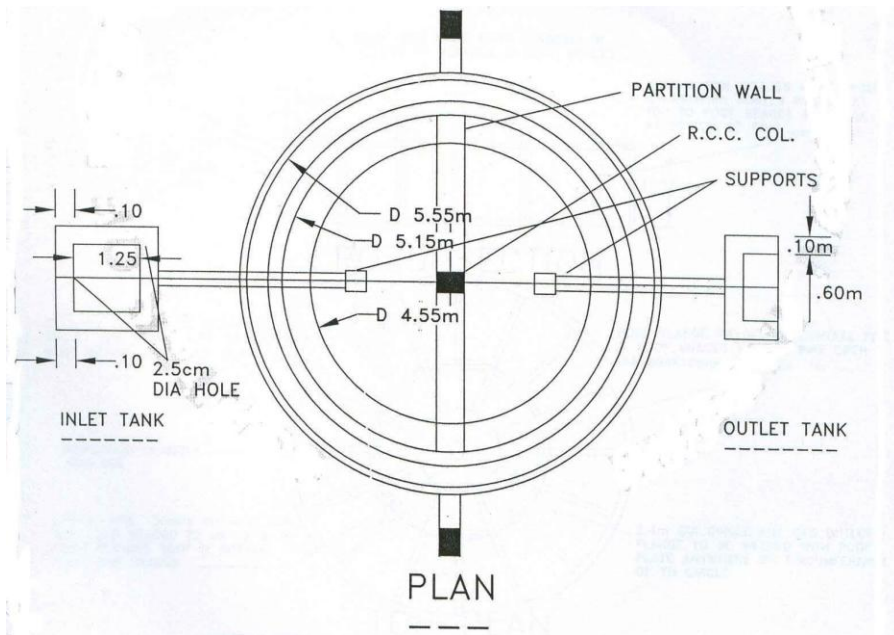 PARTITION WALL
R.C.C. COL.
SUPPORTS
.10
D 5.55m
D 5.15m
.10m
1.25
.60m
D 4.55m
.10
2.5cm
DIA HOLE
INLET TANK
OUTLET TANK
PLAN